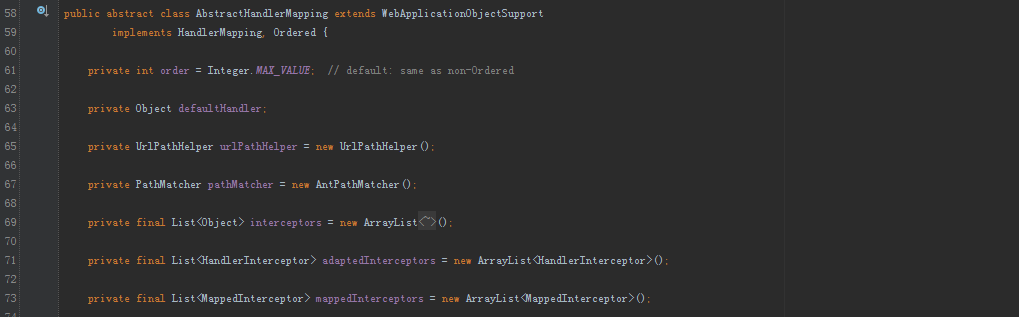 58 public abstract class AbstractHandlerMapping extends WebApplicationObjectSupport
59 implements HandlerMapping, Ordered {
60
61 private int order = Integer.MAX_VALUE; // default: same as non-Ordered
62
63 private Object defaultHandler;
64
65 private UrlPathHelper urlPathHelper = new UrlPathHelper();
66
67 private PathMatcher pathMatcher = new AntPathMatcher();
68
69 private final List<Object> interceptors = new ArrayList<~>();
70
71 private final List<HandlerInterceptor> adaptedInterceptors = new ArrayList<HandlerInterceptor>();
72
73 private final List<MappedInterceptor> mappedInterceptors = new ArrayList<MappedInterceptor>();